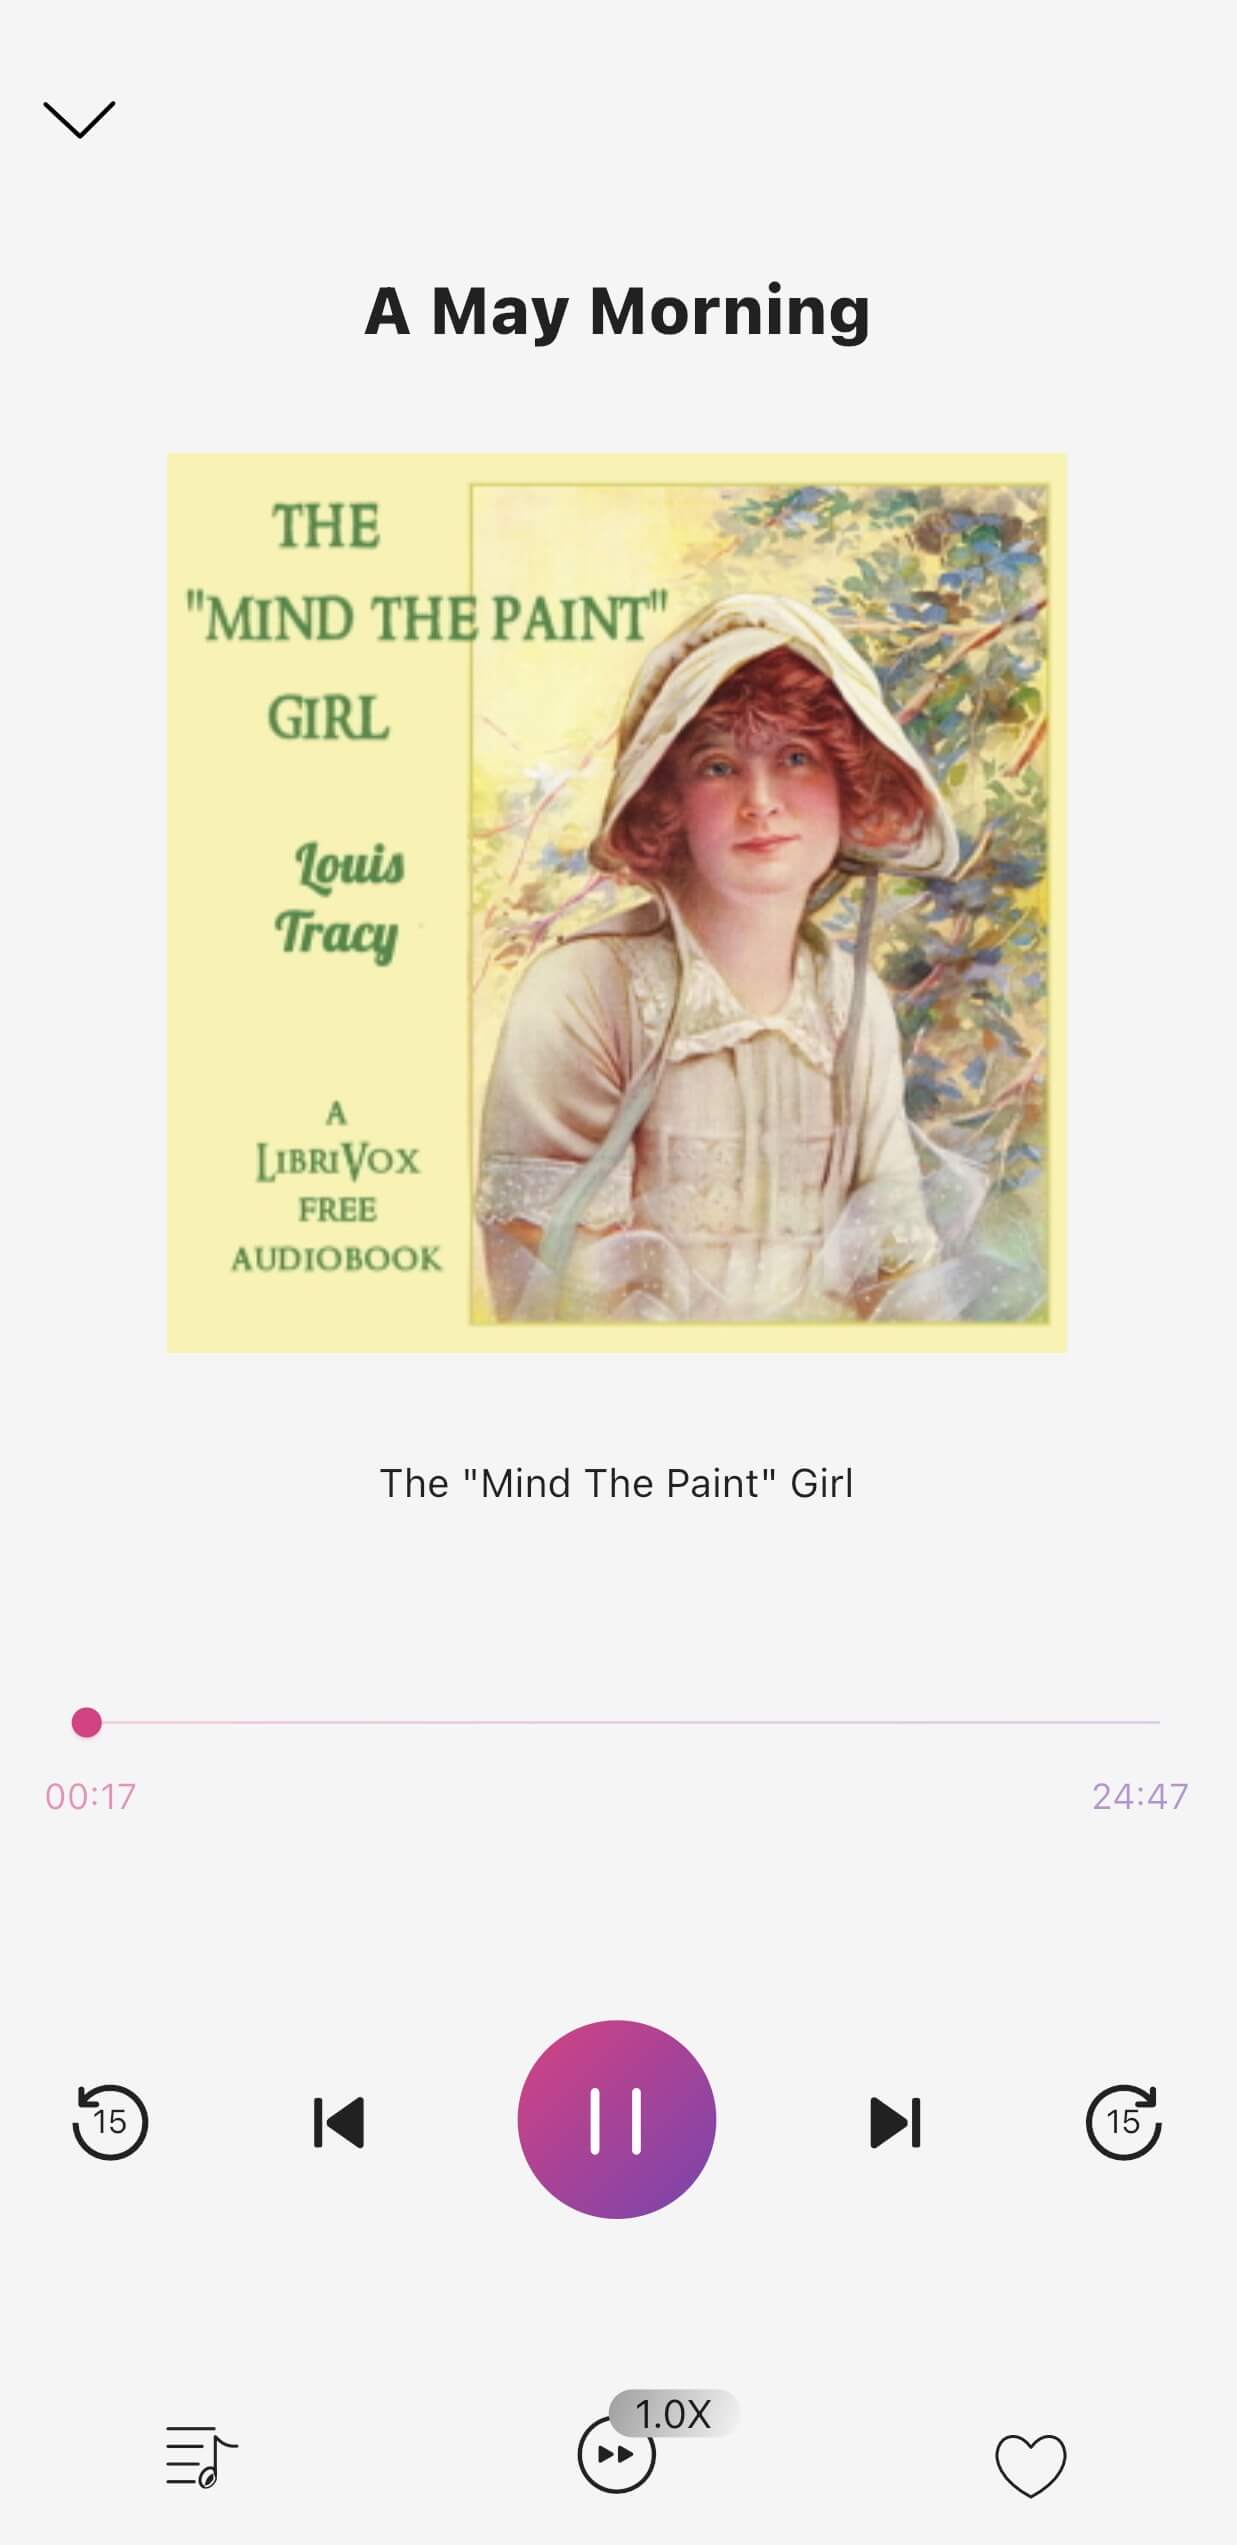 A May Morning
THE
"MIND THE PAINT"
GIRL
Louis
Tracy
A
LIBRIVOX
FREE
AUDIOBOOK
The "Mind The Paint" Girl
00:17
24:47
15
15
1.0X